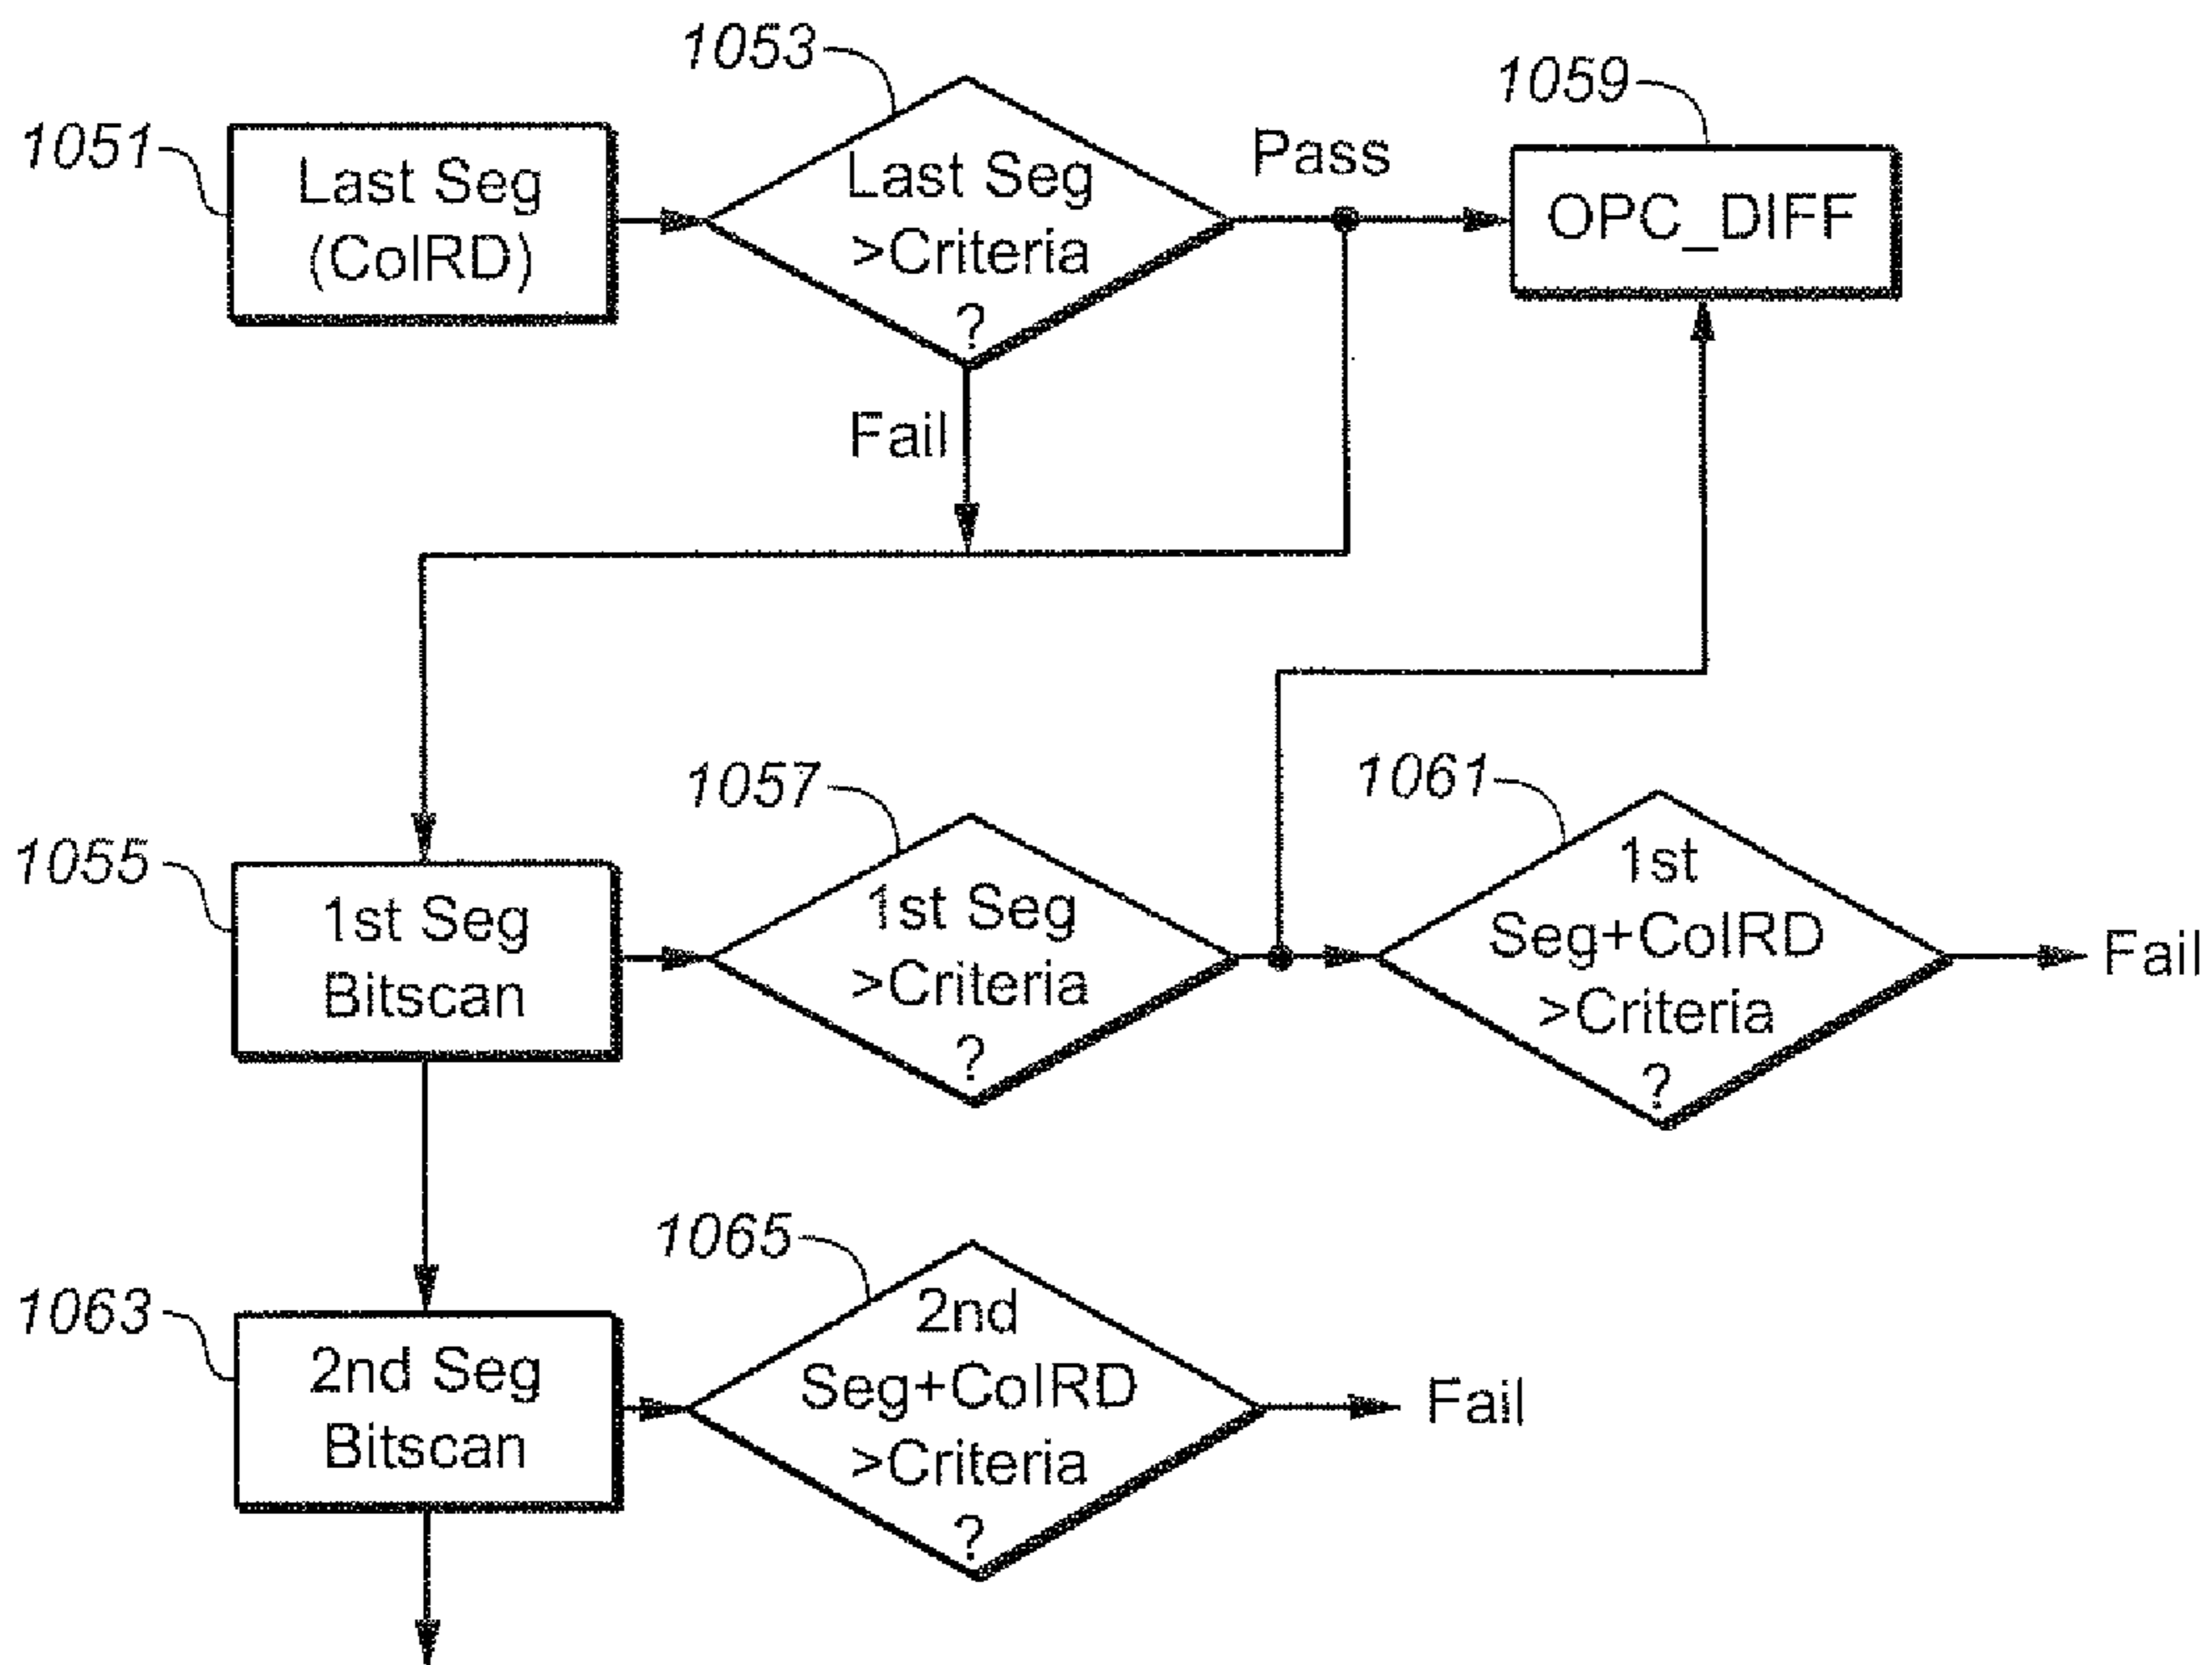 1053
1059
1051
Last Seg
(ColRD)
Last Seg
>Criteria
?
Pass
OPC_DIFF
Fail
1057
1061
1055
1st Seg
Bitscan
1st Seg
>Criteria
?
1st
Seg+ColRD
>Criteria
?
Fail
1065
1063
2nd Seg
Bitscan
2nd
Seg+ColRD
>Criteria
?
Fail